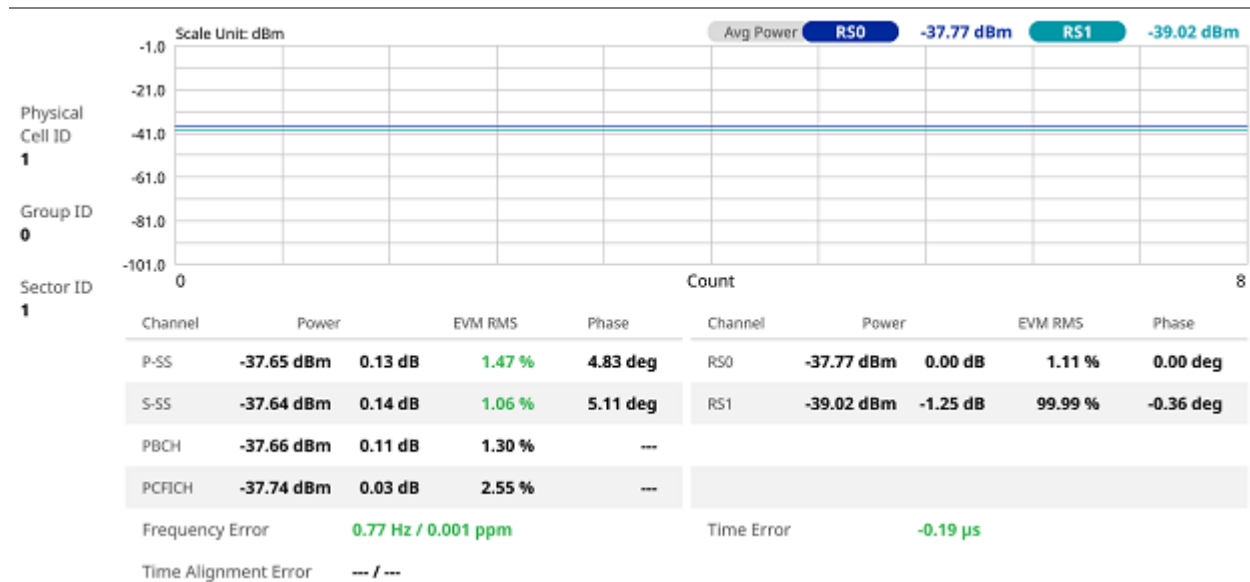 Scale Unit: dBm Avg Power RS0 -37.77 dBm RS1 -39.02 dBm
-1.0
-21.0
-41.0
-61.0
-81.0
-101.0
0 Count 8
Physical
Cell ID
1
Group ID
0
Sector ID
1
Channel Power EVM RMS Phase Channel Power EVM RMS Phase
P-SS -37.65 dBm 0.13 dB 1.47 % 4.83 deg RS0 -37.77 dBm 0.00 dB 1.11 % 0.00 deg
S-SS -37.64 dBm 0.14 dB 1.06 % 5.11 deg RS1 -39.02 dBm -1.25 dB 99.99 % -0.36 deg
PBCH -37.66 dBm 0.11 dB 1.30 % ---
PCFICH -37.74 dBm 0.03 dB 2.55 % ---
Frequency Error 0.77 Hz / 0.001 ppm Time Error -0.19 μs
Time Alignment Error --- / ---